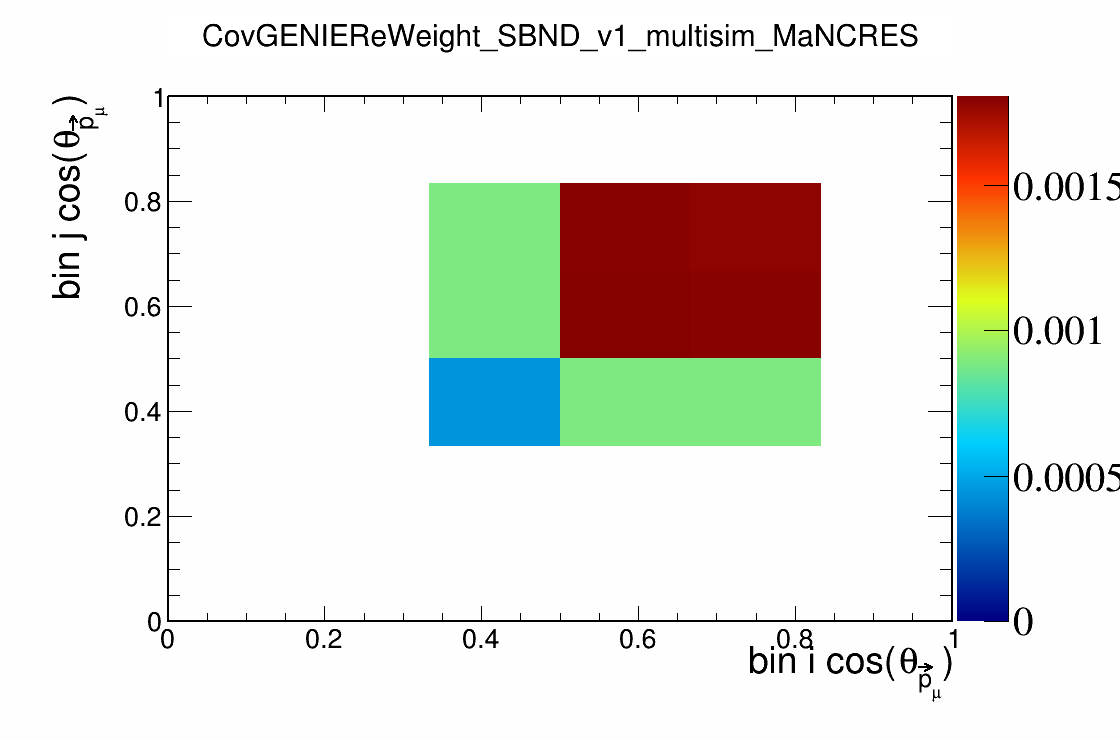 CovGENIEReWeight_SBND_v1_multisim_MaNCRES
bin j cos(θp⃗μ)
1
0.8
0.6
0.4
0.2
0
0 0.2 0.4 0.6 0.8 1
bin i cos(θp⃗μ)
0.0015
0.001
0.0005
0